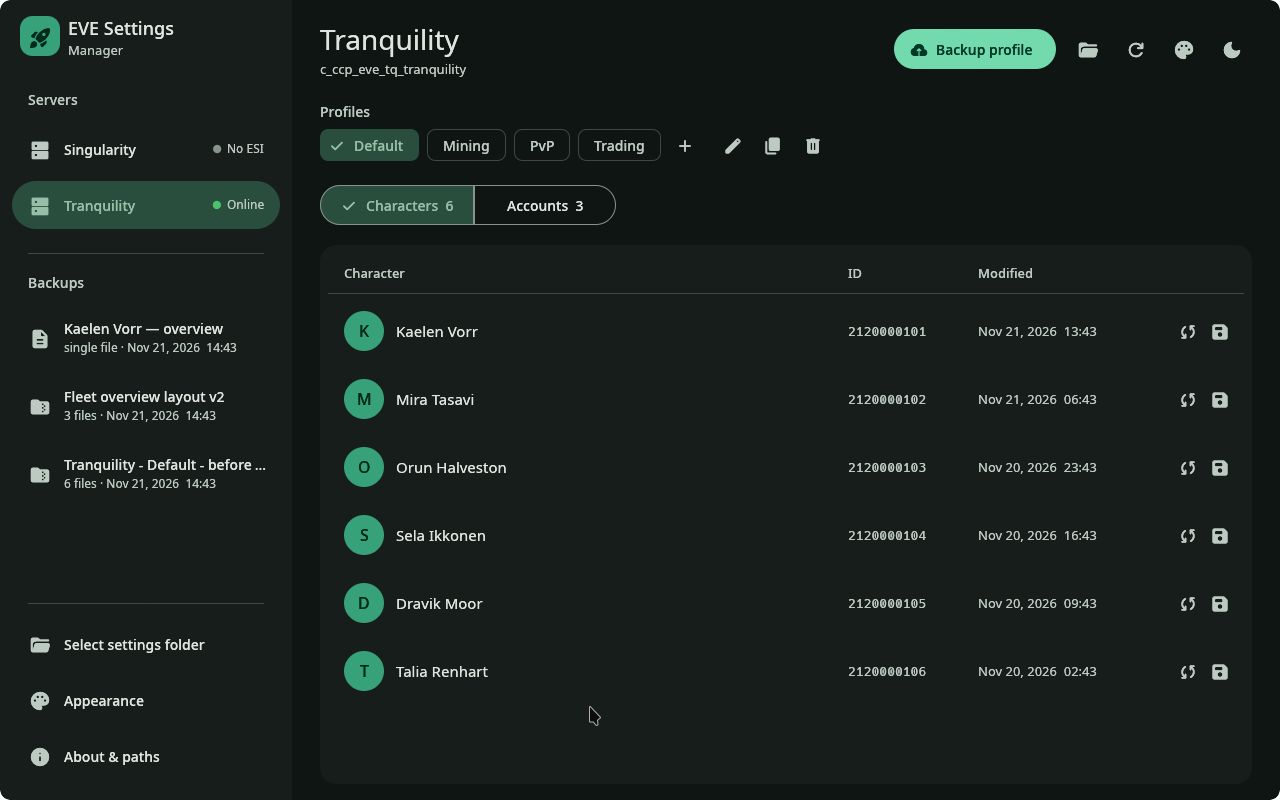 EVE Settings
Manager
Servers
Singularity No ESI
Tranquility Online
Backups
Kaelen Vorr — overview
single file · Nov 21, 2026 14:43
Fleet overview layout v2
3 files · Nov 21, 2026 14:43
Tranquility - Default - before ...
6 files · Nov 21, 2026 14:43
Select settings folder
Appearance
About & paths
Tranquility
c_ccp_eve_tq_tranquility
Backup profile
Profiles
Default Mining PvP Trading
Characters 6 Accounts 3
Character ID Modified
K Kaelen Vorr 2120000101 Nov 21, 2026 13:43
M Mira Tasavi 2120000102 Nov 21, 2026 06:43
O Orun Halveston 2120000103 Nov 20, 2026 23:43
S Sela Ikkonen 2120000104 Nov 20, 2026 16:43
D Dravik Moor 2120000105 Nov 20, 2026 09:43
T Talia Renhart 2120000106 Nov 20, 2026 02:43